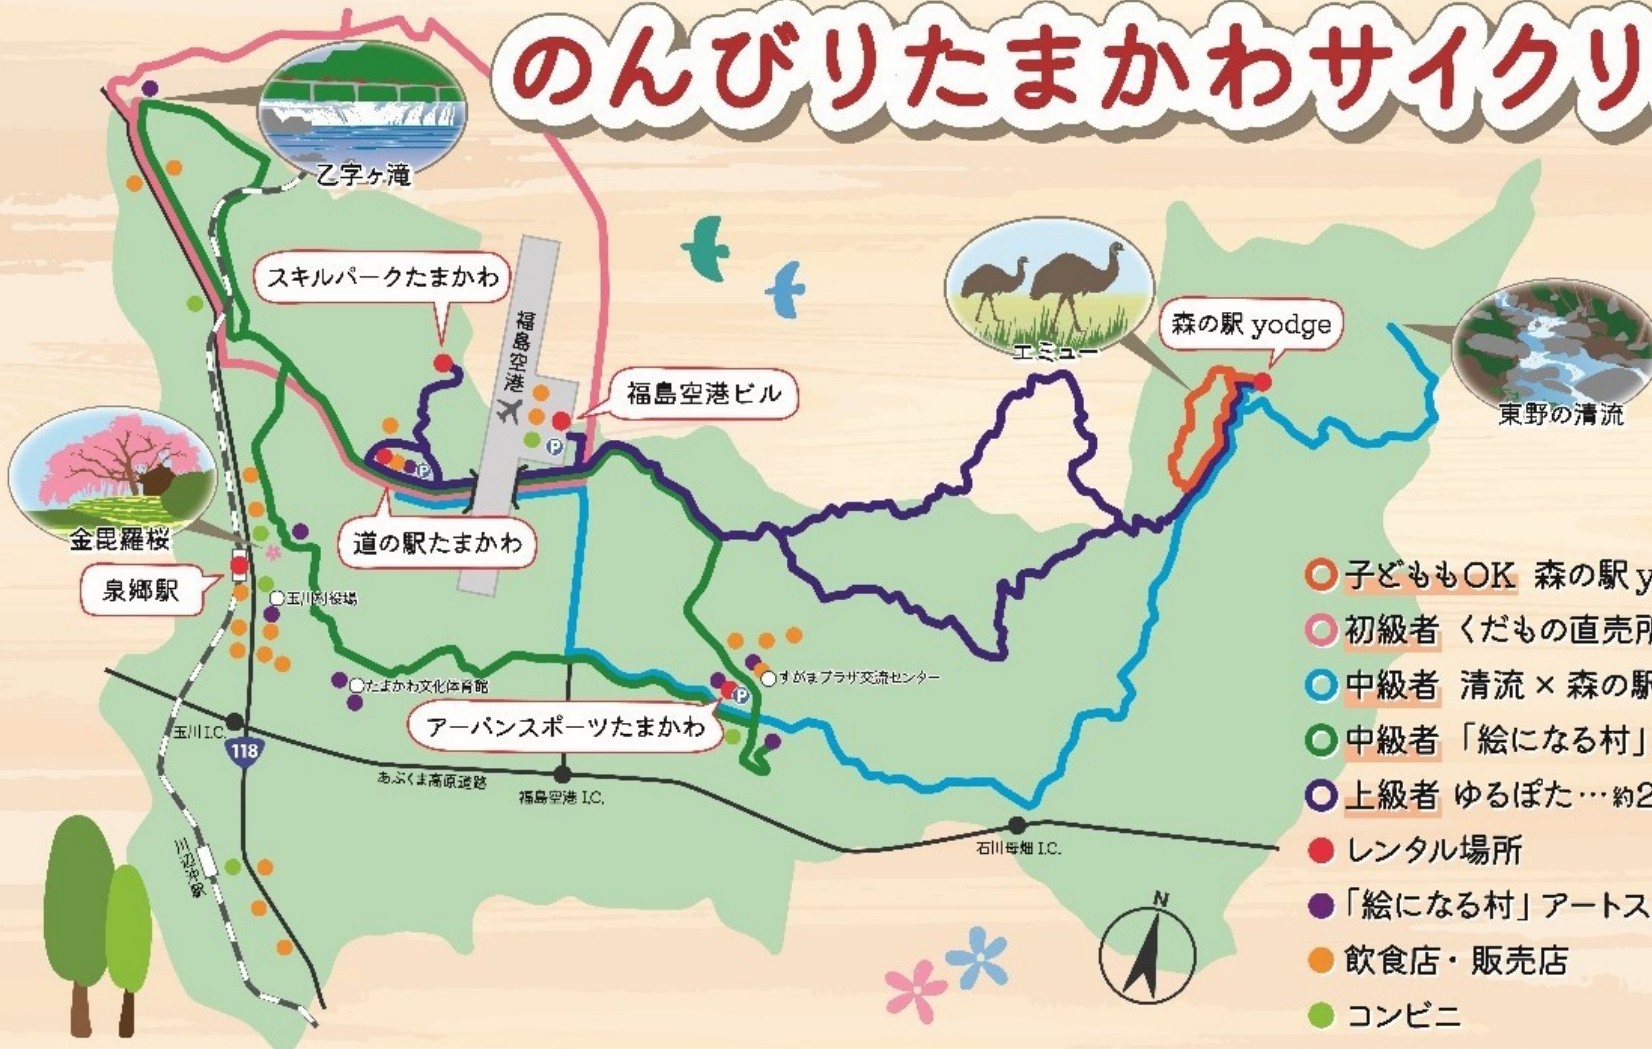 のんびりたまかわサイクリ
乙字ヶ滝
スキルパークたまかわ
福島空港
福島空港ビル
P
エミュー
森の駅 yodge
東野の清流
金毘羅桜
P
道の駅たまかわ
泉郷駅
玉川村役場
たまかわ文化体育館
すがまプラザ交流センター
P
アーバンスポーツたまかわ
玉川 I.C.
118
あぶくま高原道路
福島空港 I.C.
石川母畑 I.C.
川辺沖駅
N
子どももOK 森の駅 y
初級者 くだもの直売所
中級者 清流 × 森の駅
中級者 「絵になる村」
上級者 ゆるぽた…約2
レンタル場所
「絵になる村」アートス
飲食店・販売店
コンビニ